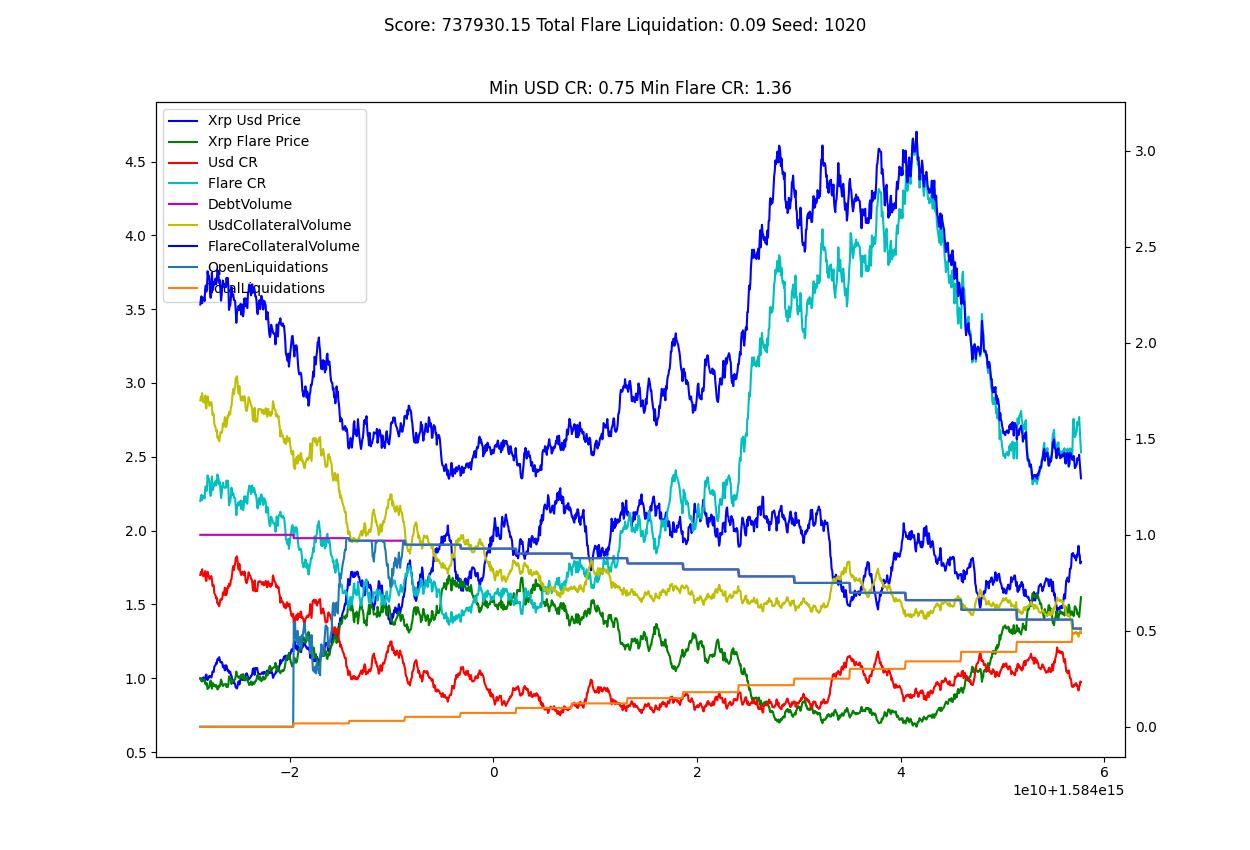 Score: 737930.15 Total Flare Liquidation: 0.09 Seed: 1020
Min USD CR: 0.75 Min Flare CR: 1.36
Xrp Usd Price
Xrp Flare Price
Usd CR
Flare CR
DebtVolume
UsdCollateralVolume
FlareCollateralVolume
OpenLiquidations
TotalLiquidations
4.5
4.0
3.5
3.0
2.5
2.0
1.5
1.0
0.5
3.0
2.5
2.0
1.5
1.0
0.5
0.0
−2
0
2
4
6
1e10+1.584e15